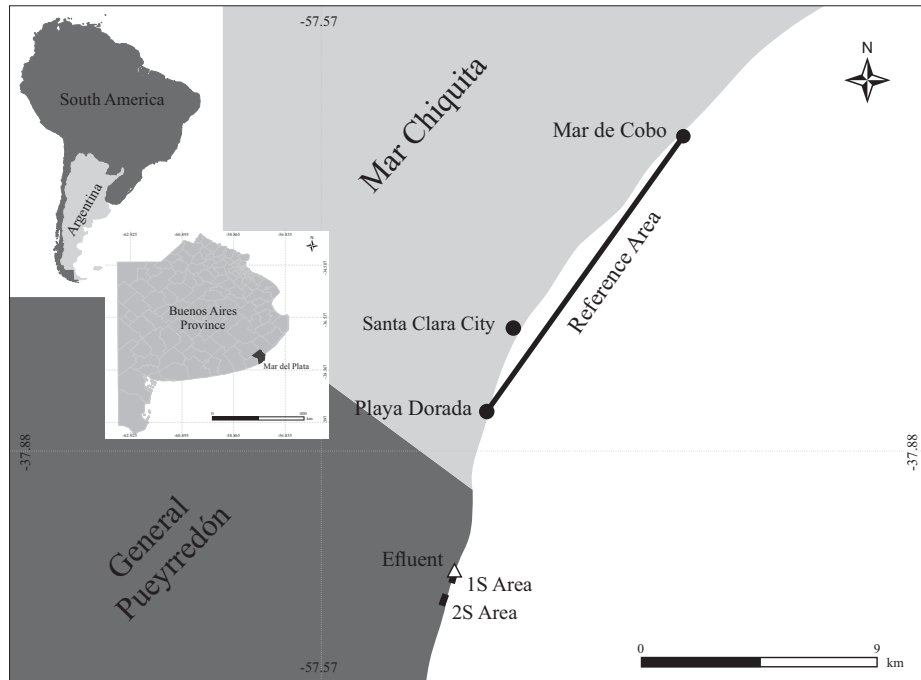 -57.57
N
South America
Mar Chiquita
Mar de Cobo
Argentina
N
Reference Area
Buenos Aires
Province
Santa Clara City
Mar del Plata
Playa Dorada
km
-37.88
-37.88
General
Pueyrredón
Efluent
1S Area
2S Area
-57.57
0
9
km